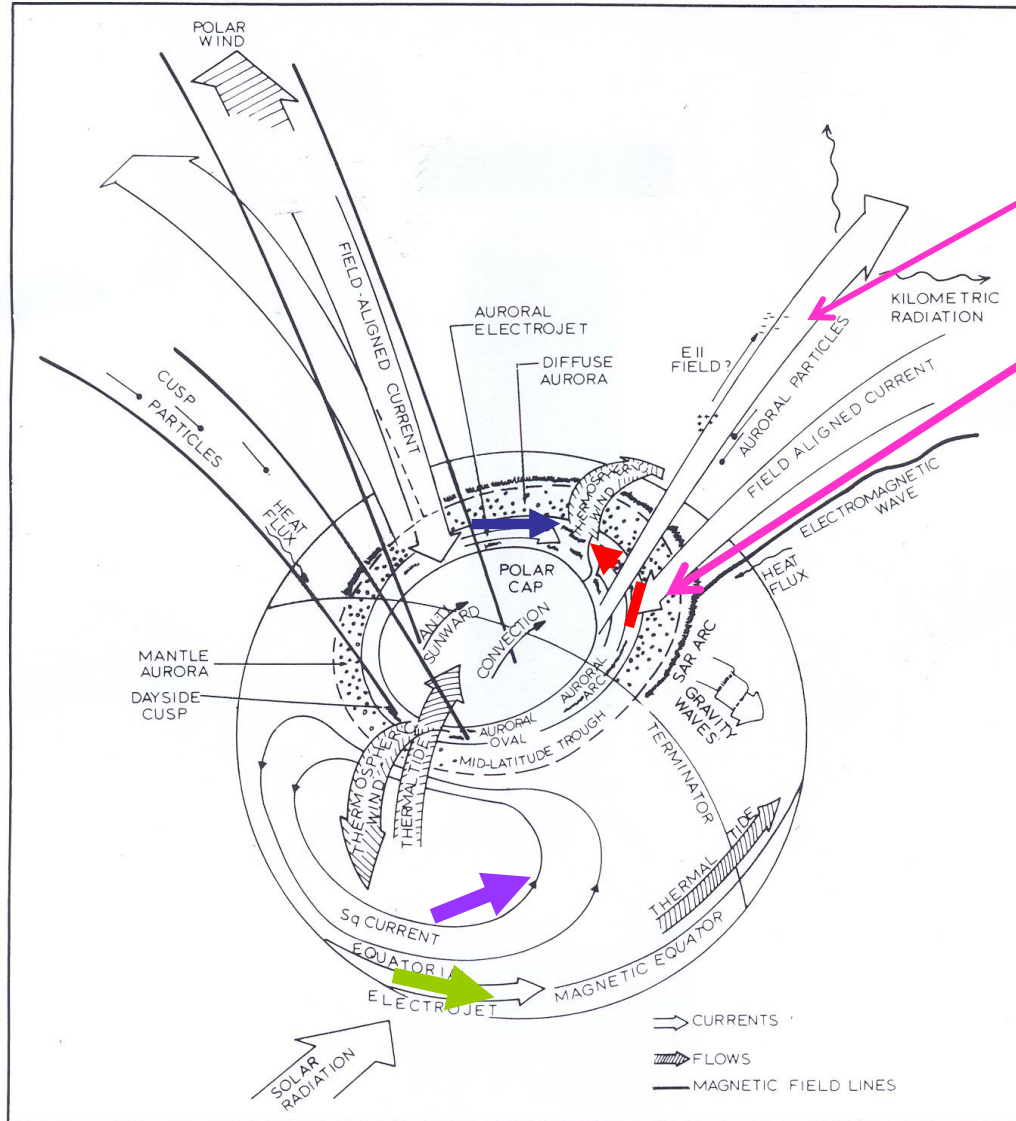 POLAR
WIND
FIELD-ALIGNED CURRENT
AURORAL
ELECTROJET
DIFFUSE
AURORA
KILOMETRIC
RADIATION
E II
FIELD?
AURORAL PARTICLES
FIELD ALIGNED CURRENT
ELECTROMAGNETIC
WAVE
CUSP
PARTICLES
HEAT
FLUX
THERMOSPHERIC
WIND
HEAT
FLUX
POLAR
CAP
ANTI
SUNWARD
CONVECTION
MANTLE
AURORA
DAYSIDE
CUSP
AURORAL
ARC
SAR ARC
GRAVITY
WAVES
AURORAL
OVAL
MID-LATITUDE TROUGH
TERMINATOR
THERMOSPHERIC
WIND
THERMAL TIDE
THERMAL
TIDE
Sq CURRENT
EQUATORIAL
ELECTROJET
MAGNETIC EQUATOR
SOLAR
RADIATION
CURRENTS
FLOWS
MAGNETIC FIELD LINES